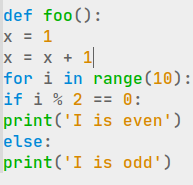 def foo():
x = 1
x = x + 1
for i in range(10):
if i % 2 == 0:
print('I is even')
else:
print('I is odd')